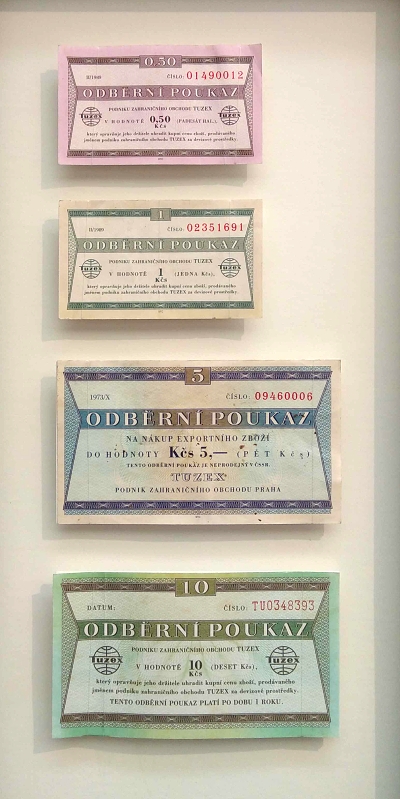 0.50
II/1989 ČÍSLO: 01490012
ODBĚRNÍ POUKAZ
PODNIKU ZAHRANIČNÍHO OBCHODU TUZEX
Tuzex V HODNOTĚ 0,50 Kčs (PADESÁT HAL.), Tuzex
který opravňuje jeho držitele uhradit kupní cenu zboží, prodávaného
jménem podniku zahraničního obchodu TUZEX za devizové prostředky.
1
II/1989 ČÍSLO: 02351691
ODBĚRNÍ POUKAZ
PODNIKU ZAHRANIČNÍHO OBCHODU TUZEX
Tuzex V HODNOTĚ 1 Kčs (JEDNA Kčs), Tuzex
který opravňuje jeho držitele uhradit kupní cenu zboží, prodávaného
jménem podniku zahraničního obchodu TUZEX za devizové prostředky.
5
1973/X ČÍSLO: 09460006
ODBĚRNÍ POUKAZ
NA NÁKUP EXPORTNÍHO ZBOŽÍ
DO HODNOTY Kčs 5.— (PĚT Kčs)
TENTO ODBĚRNÍ POUKAZ JE NEPRODEJNÝ V ČSSR.
TUZEX
PODNIK ZAHRANIČNÍHO OBCHODU PRAHA
10
DATUM: ČÍSLO: TU0348393
ODBĚRNÍ POUKAZ
PODNIKU ZAHRANIČNÍHO OBCHODU TUZEX
Tuzex V HODNOTĚ 10 Kčs (DESET Kčs), Tuzex
který opravňuje jeho držitele uhradit kupní cenu zboží, prodávaného
jménem podniku zahraničního obchodu TUZEX za devizové prostředky.
TENTO ODBĚRNÍ POUKAZ PLATÍ PO DOBU 1 ROKU.